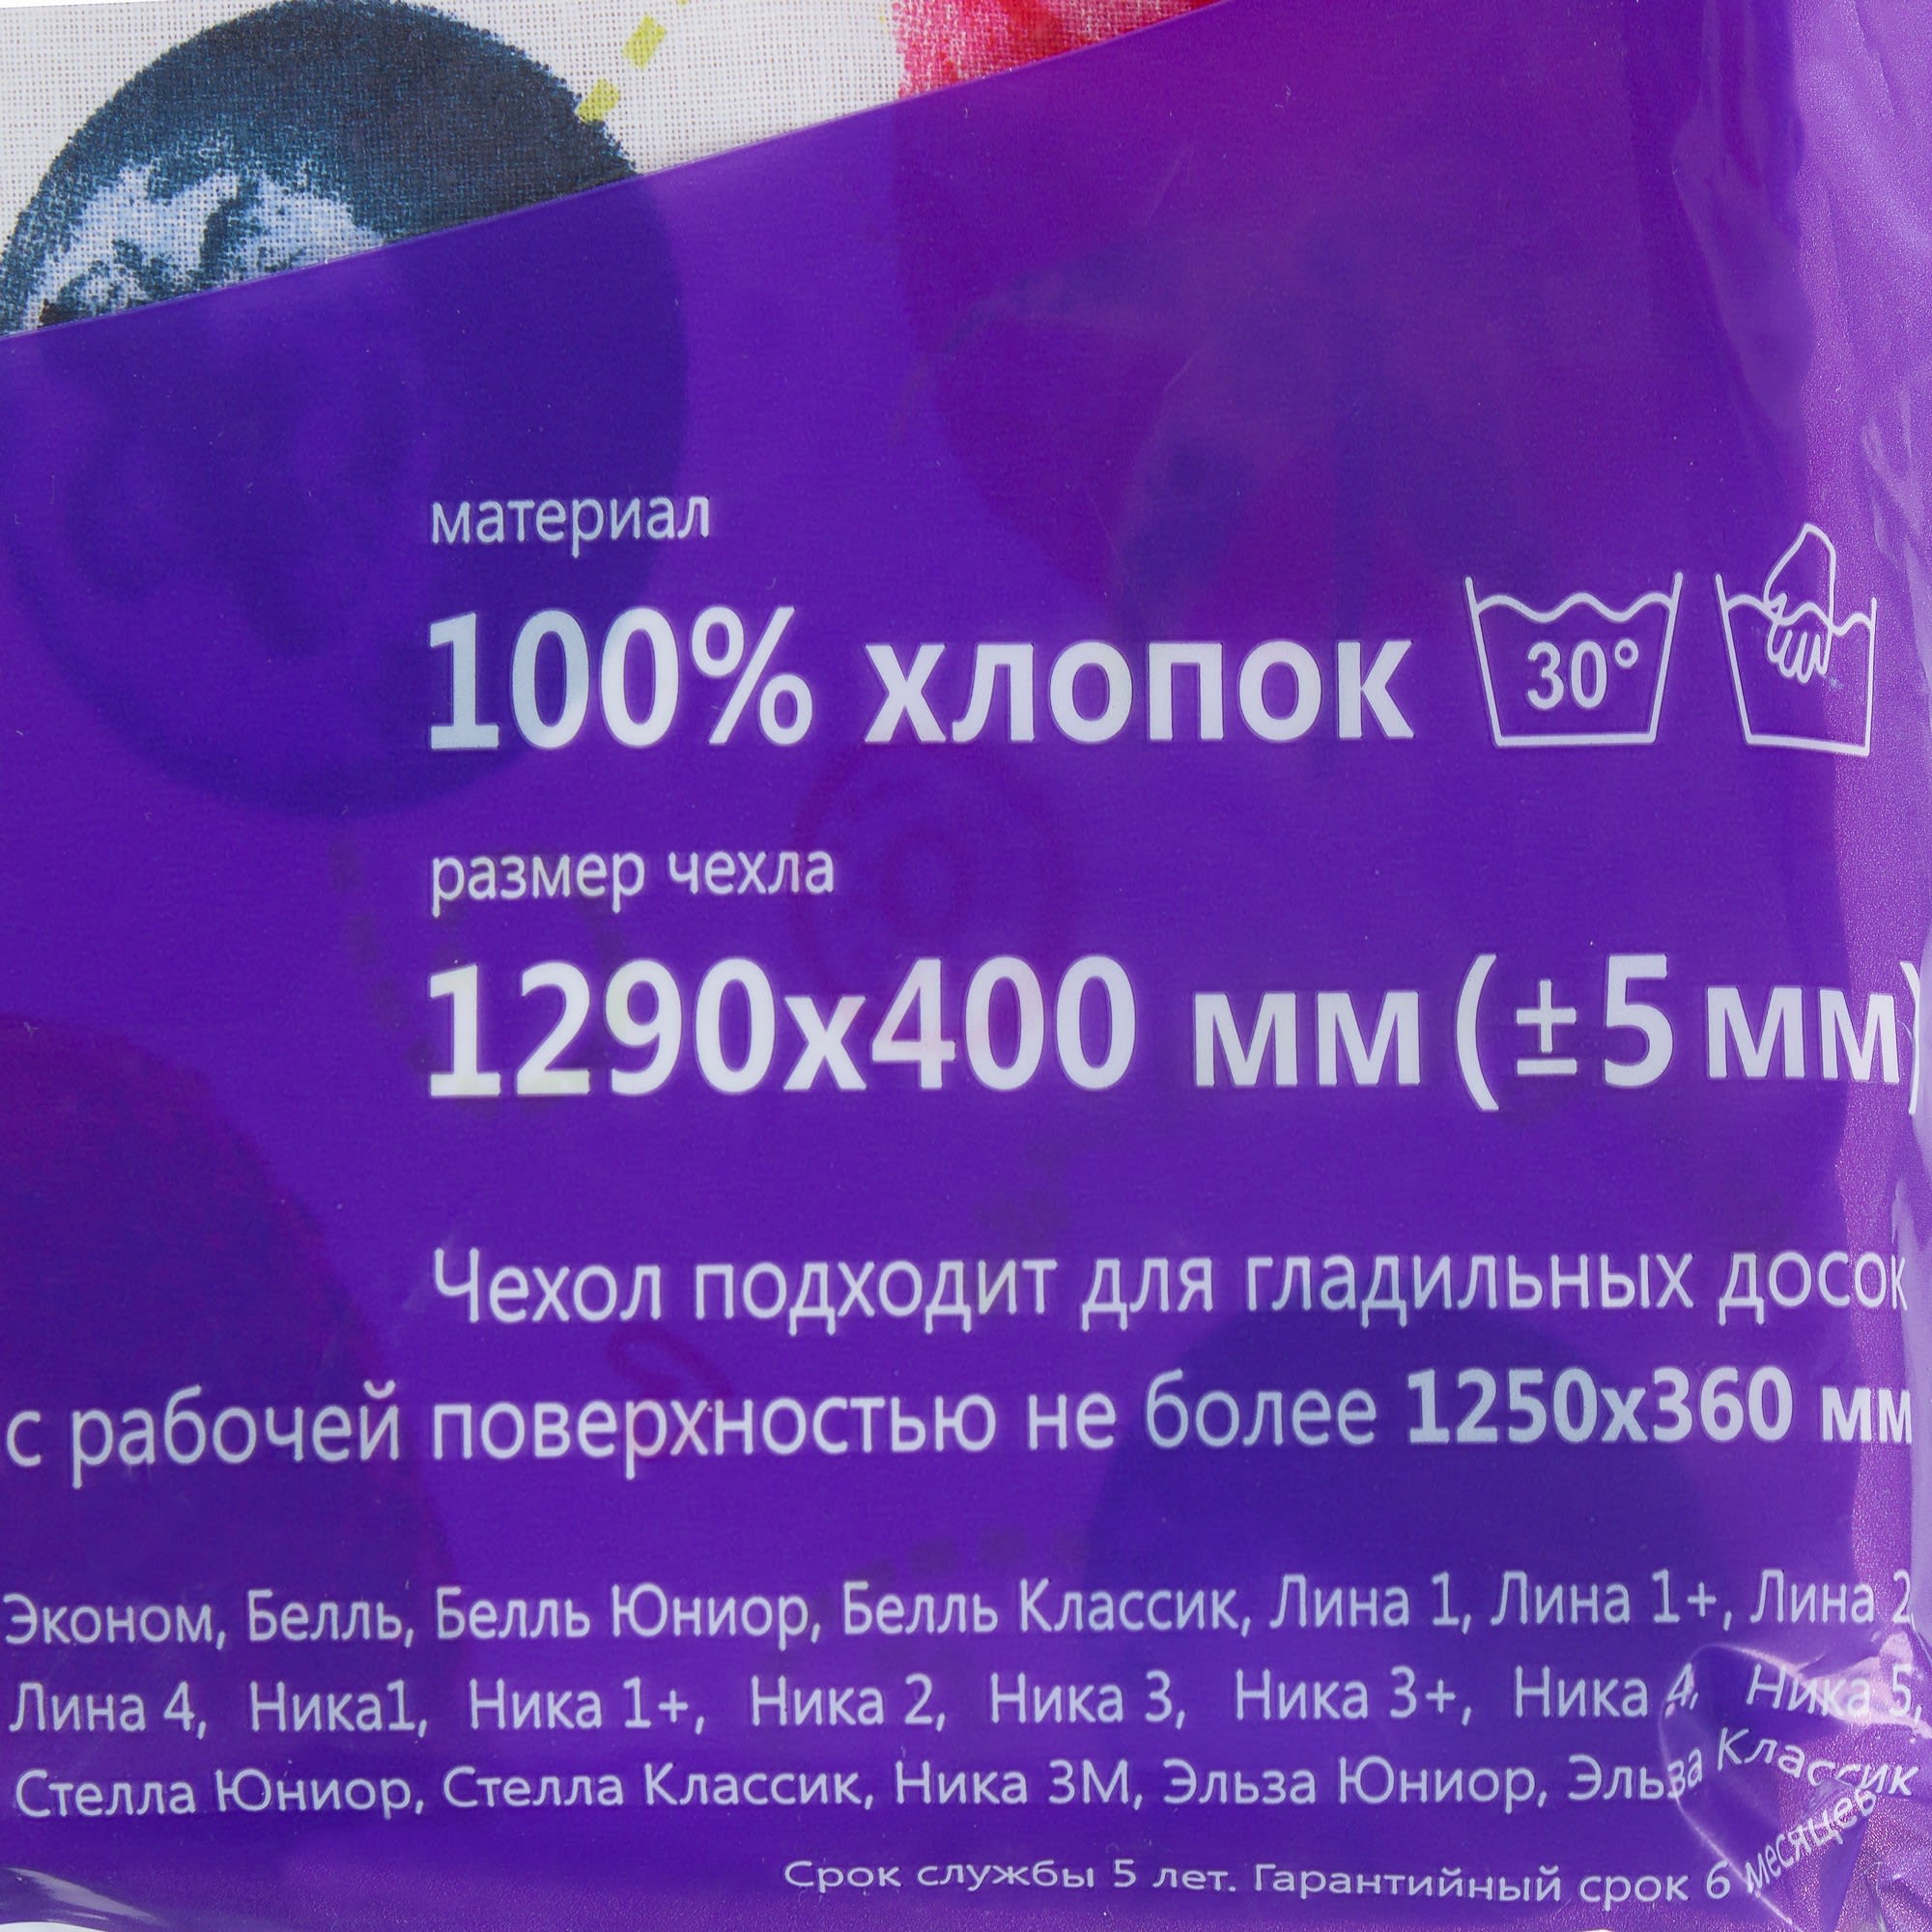 материал
100% хлопок 30°
размер чехла
1290х400 мм (±5 мм)
Чехол подходит для гладильных досок
с рабочей поверхностью не более 1250х360 мм
Эконом, Белль, Белль Юниор, Белль Классик, Лина 1, Лина 1+, Лина 2
Лина 4, Ника1, Ника 1+, Ника 2, Ника 3, Ника 3+, Ника 4, Ника 5,
Стелла Юниор, Стелла Классик, Ника 3М, Эльза Юниор, Эльза Классик
Срок службы 5 лет. Гарантийный срок 6 месяцев